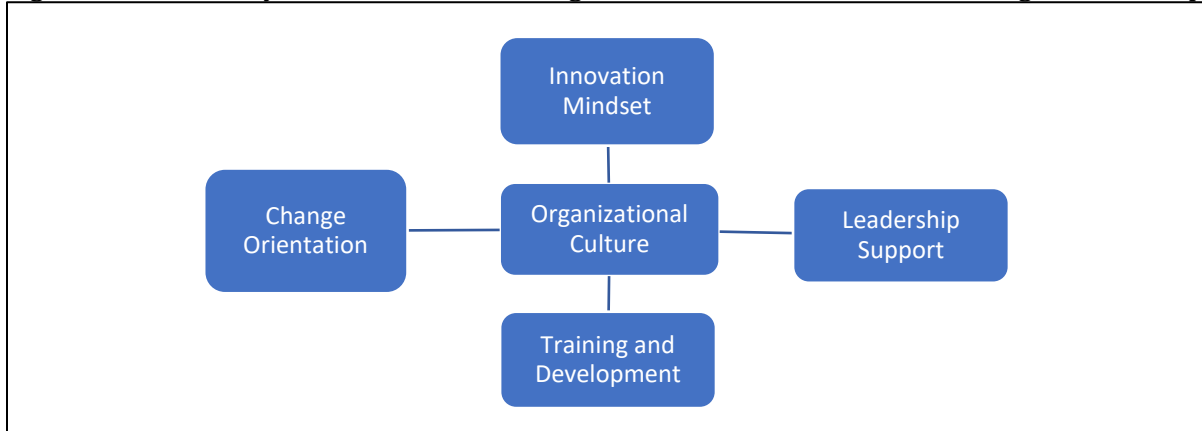 Innovation
Mindset
Change
Orientation
Organizational
Culture
Leadership
Support
Training and
Development